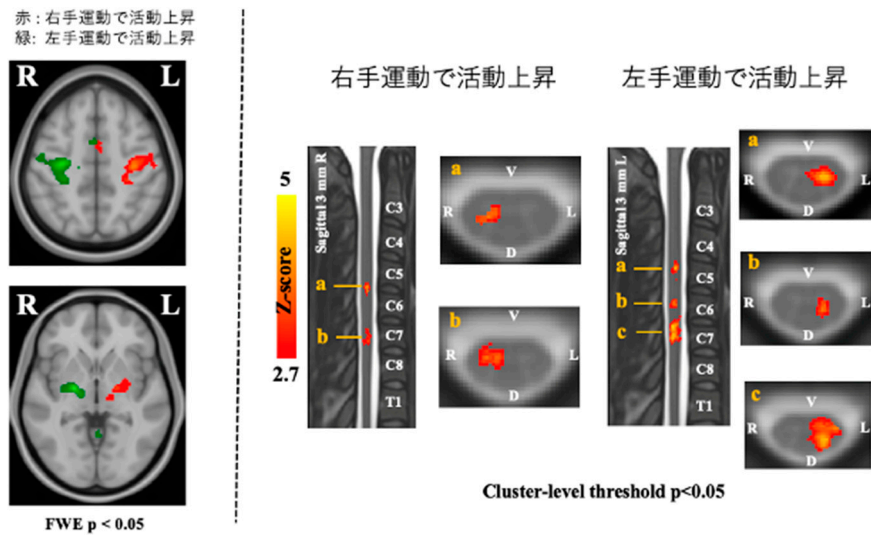 赤 : 右手運動で活動上昇
緑: 左手運動で活動上昇
R L
R L
FWE p < 0.05
右手運動で活動上昇
5
Z-score
2.7
Sagittal 3 mm R
C3
C4
C5
C6
C7
C8
T1
a
b
a
V
R L
D
b
V
R L
D
左手運動で活動上昇
Sagittal 3 mm L
C3
C4
C5
C6
C7
C8
T1
a
b
c
a
V
R L
D
b
V
R L
D
c
V
R L
D
Cluster-level threshold p<0.05